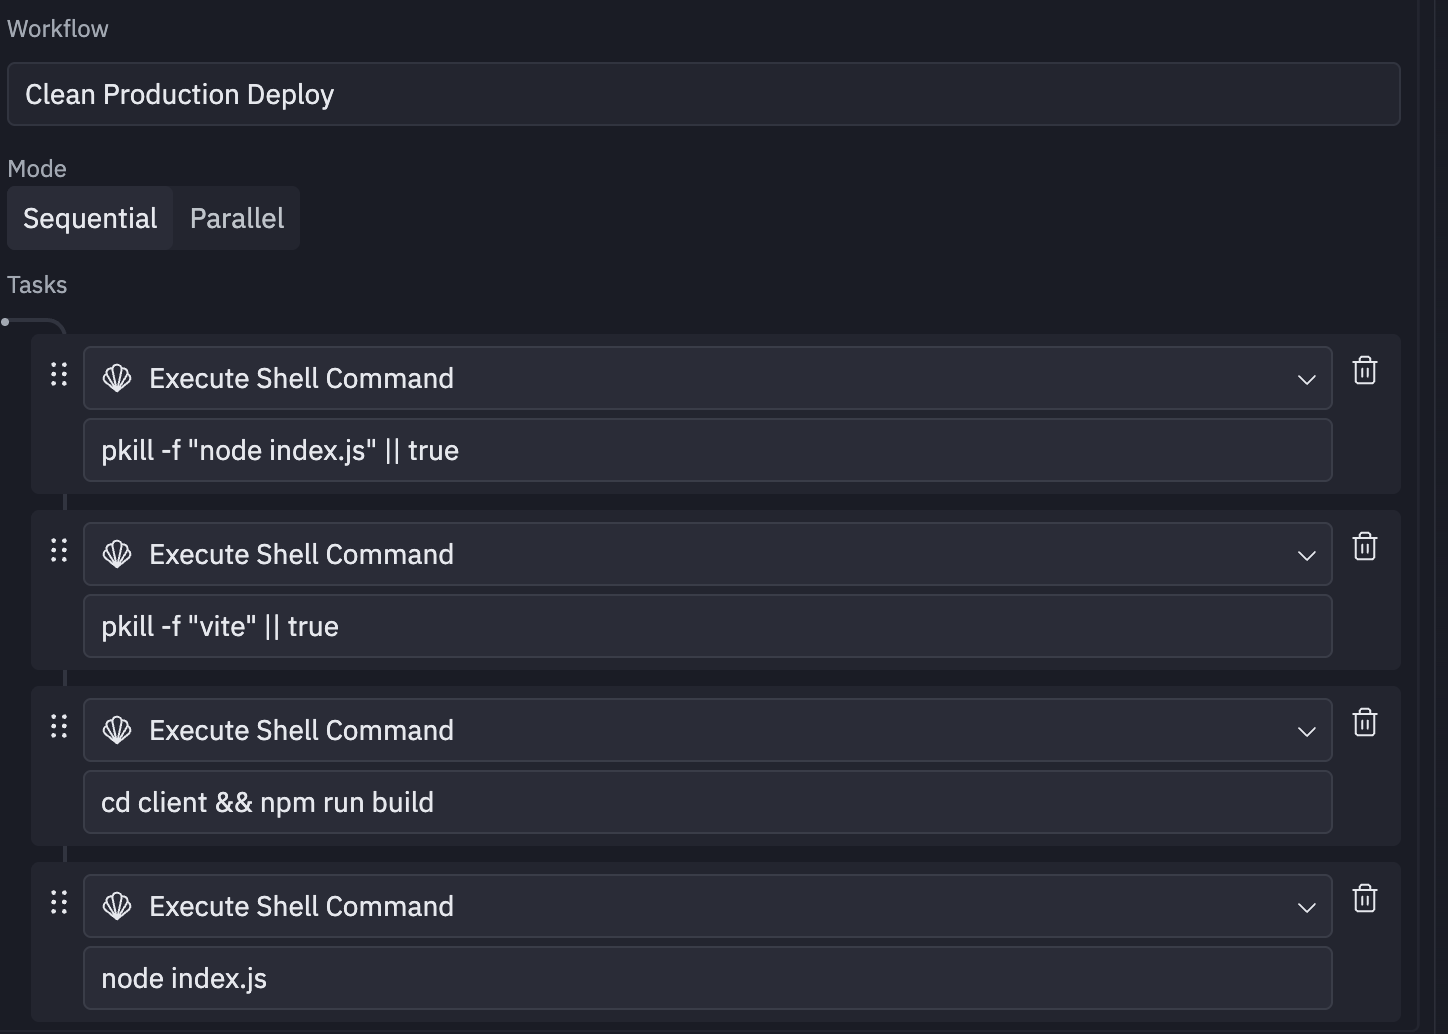 Workflow
Clean Production Deploy
Mode
Sequential Parallel
Tasks
Execute Shell Command
pkill -f "node index.js" || true
Execute Shell Command
pkill -f "vite" || true
Execute Shell Command
cd client && npm run build
Execute Shell Command
node index.js